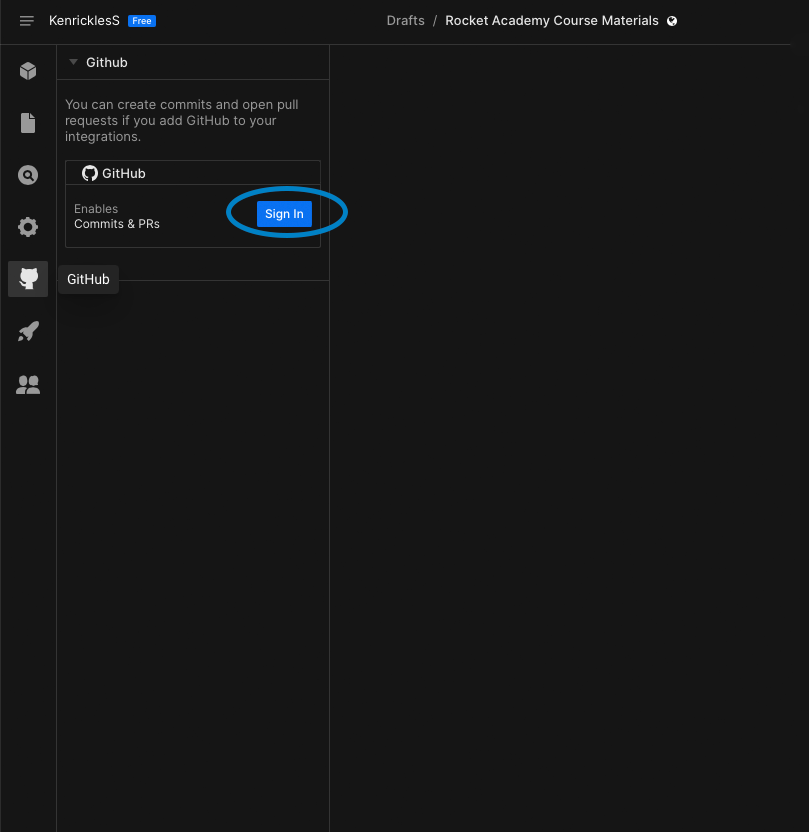 KenricklesS Free Drafts / Rocket Academy Course Materials
Github
You can create commits and open pull
requests if you add GitHub to your
integrations.
GitHub
Enables
Commits & PRs
Sign In
GitHub